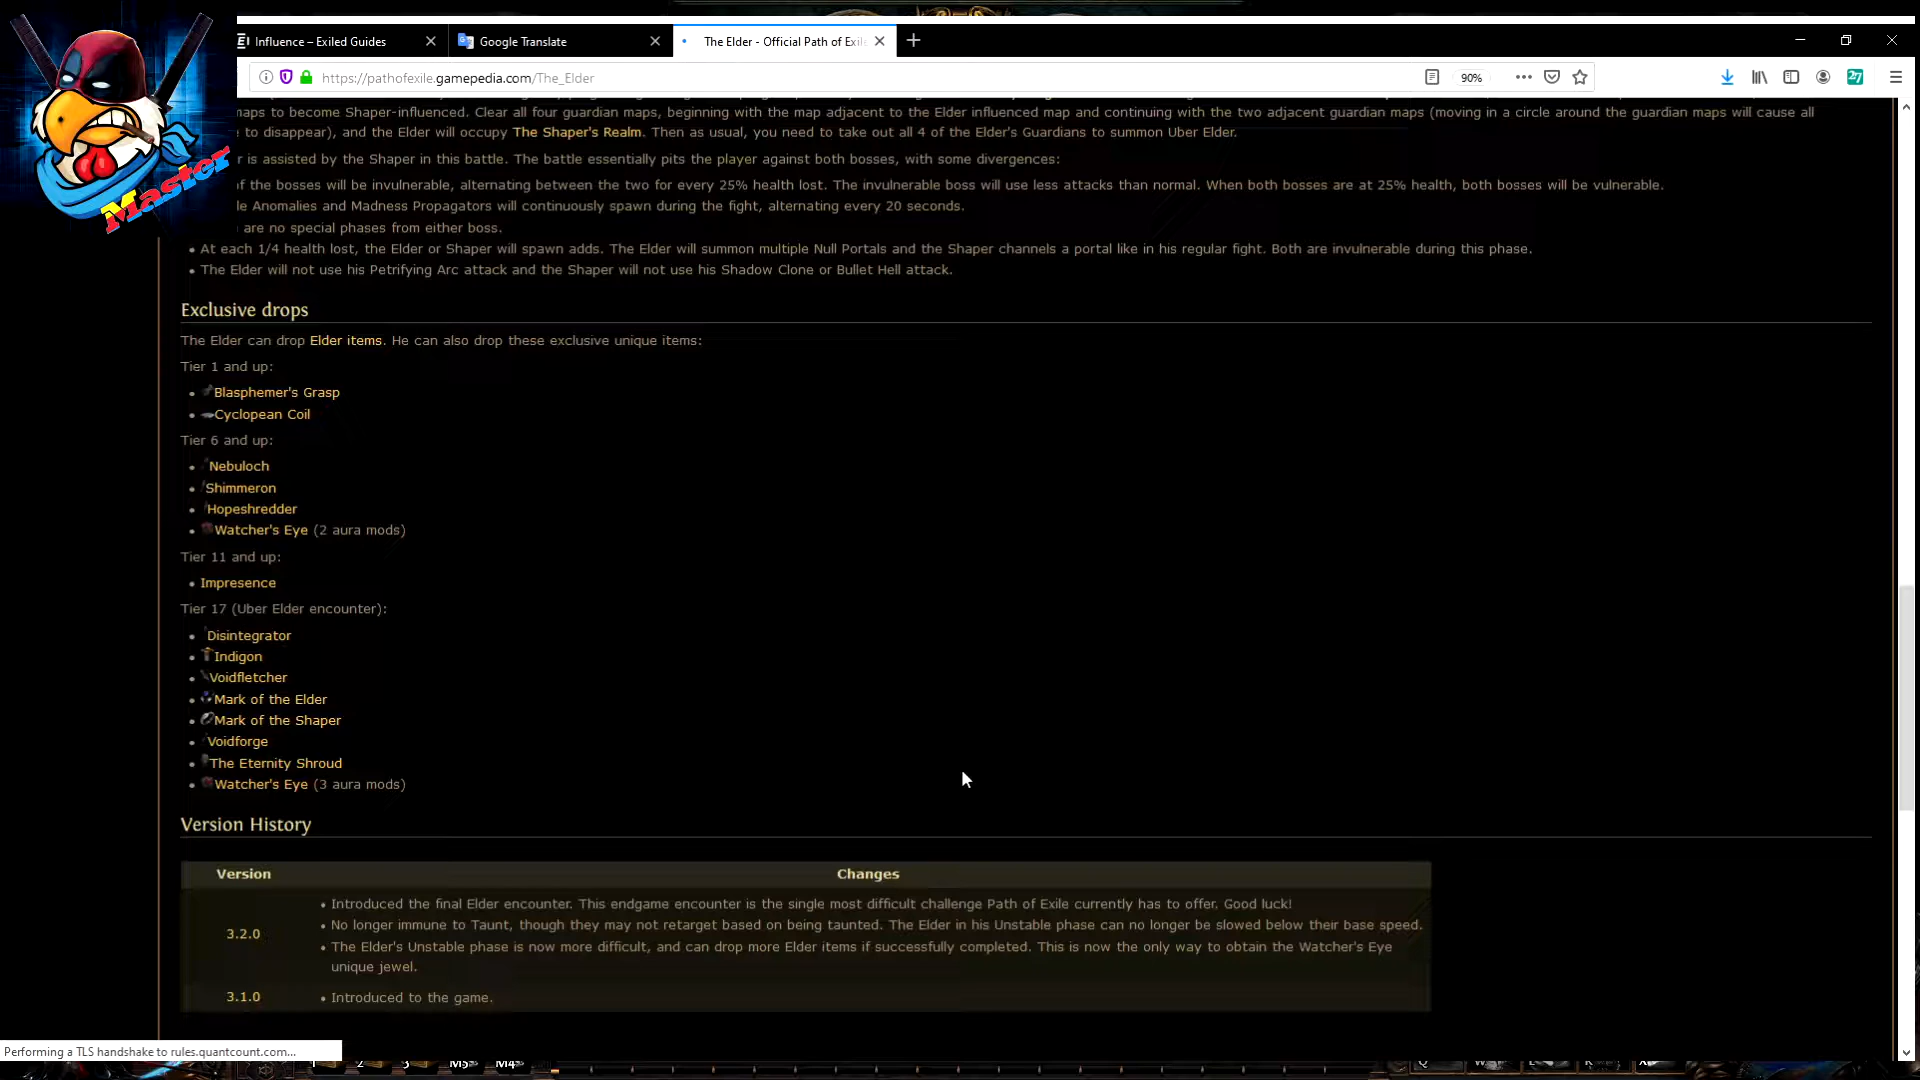 Influence – Exiled Guides
Google Translate
The Elder - Official Path of Exile
https://pathofexile.gamepedia.com/The_Elder
90%
27
maps to become Shaper-influenced. Clear all four guardian maps, beginning with the map adjacent to the Elder influenced map and continuing with the two adjacent guardian maps (moving in a circle around the guardian maps will cause all
to disappear), and the Elder will occupy The Shaper's Realm. Then as usual, you need to take out all 4 of the Elder's Guardians to summon Uber Elder.
is assisted by the Shaper in this battle. The battle essentially pits the player against both bosses, with some divergences:
of the bosses will be invulnerable, alternating between the two for every 25% health lost. The invulnerable boss will use less attacks than normal. When both bosses are at 25% health, both bosses will be vulnerable.
Anomalies and Madness Propagators will continuously spawn during the fight, alternating every 20 seconds.
are no special phases from either boss.
• At each 1/4 health lost, the Elder or Shaper will spawn adds. The Elder will summon multiple Null Portals and the Shaper channels a portal like in his regular fight. Both are invulnerable during this phase.
• The Elder will not use his Petrifying Arc attack and the Shaper will not use his Shadow Clone or Bullet Hell attack.
Master
Exclusive drops
The Elder can drop Elder items. He can also drop these exclusive unique items:
Tier 1 and up:
• Blasphemer's Grasp
• Cyclopean Coil
Tier 6 and up:
• Nebuloch
• Shimmeron
• Hopeshredder
• Watcher's Eye (2 aura mods)
Tier 11 and up:
• Impresence
Tier 17 (Uber Elder encounter):
• Disintegrator
• Indigon
• Voidfletcher
• Mark of the Elder
• Mark of the Shaper
• Voidforge
• The Eternity Shroud
• Watcher's Eye (3 aura mods)
Version History
Version Changes
3.2.0
• Introduced the final Elder encounter. This endgame encounter is the single most difficult challenge Path of Exile currently has to offer. Good luck!
• No longer immune to Taunt, though they may not retarget based on being taunted. The Elder in his Unstable phase can no longer be slowed below their base speed.
• The Elder's Unstable phase is now more difficult, and can drop more Elder items if successfully completed. This is now the only way to obtain the Watcher's Eye
unique jewel.
3.1.0 • Introduced to the game.
Performing a TLS handshake to rules.quantcount.com...